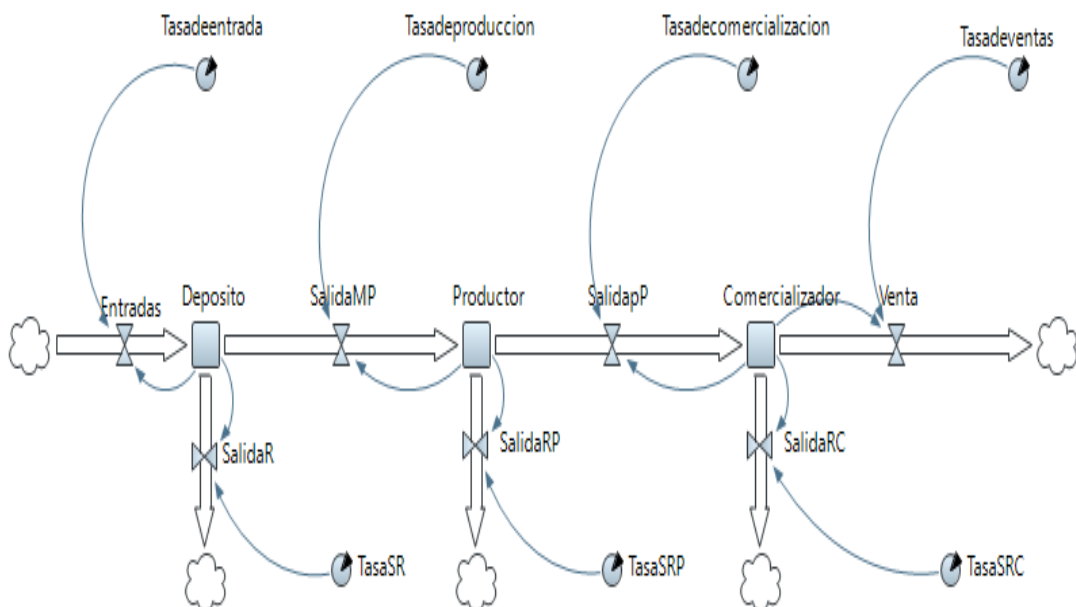 Tasadeentrada
Tasadeproduccion
Tasadecomercializacion
Tasadeventas
Entradas
Deposito
SalidaMP
Productor
SalidapP
Comercializador
Venta
SalidaR
SalidaRP
SalidaRC
TasaSR
TasaSRP
TasaSRC